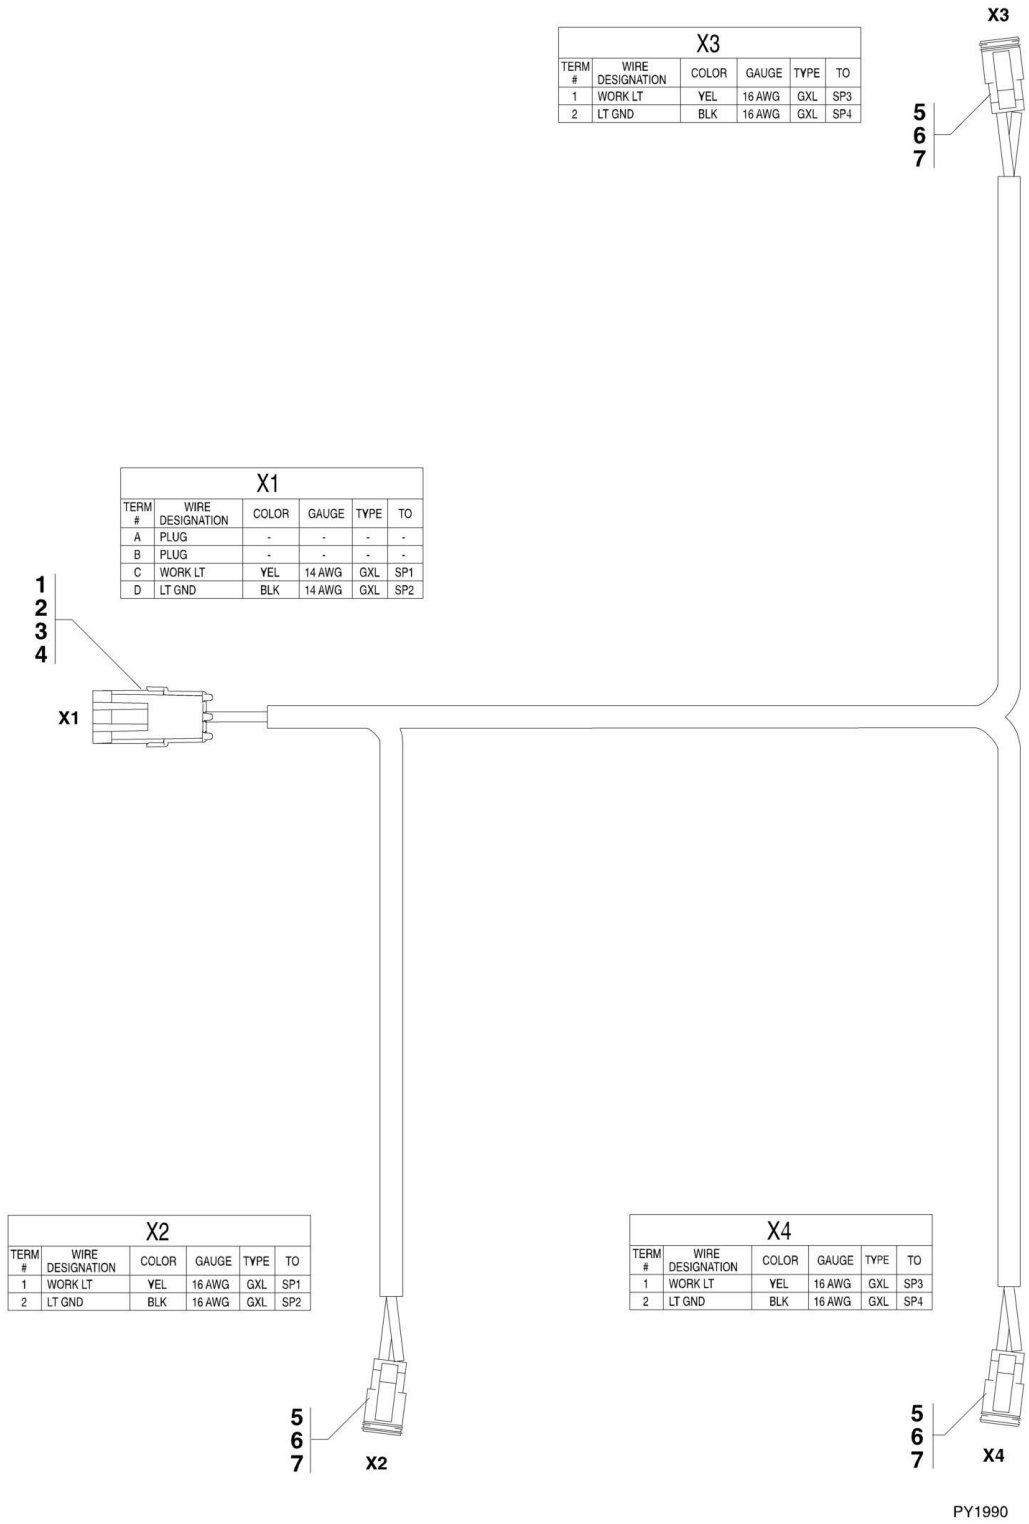 X3
X3
TERM # WIRE DESIGNATION COLOR GAUGE TYPE TO
1 WORK LT YEL 16 AWG GXL SP3
2 LT GND BLK 16 AWG GXL SP4
5
6
7
X1
TERM # WIRE DESIGNATION COLOR GAUGE TYPE TO
A PLUG - - - -
B PLUG - - - -
C WORK LT YEL 14 AWG GXL SP1
D LT GND BLK 14 AWG GXL SP2
1
2
3
4
X1
X2
TERM # WIRE DESIGNATION COLOR GAUGE TYPE TO
1 WORK LT YEL 16 AWG GXL SP1
2 LT GND BLK 16 AWG GXL SP2
X4
TERM # WIRE DESIGNATION COLOR GAUGE TYPE TO
1 WORK LT YEL 16 AWG GXL SP3
2 LT GND BLK 16 AWG GXL SP4
5
6
7
X2
5
6
7
X4
PY1990